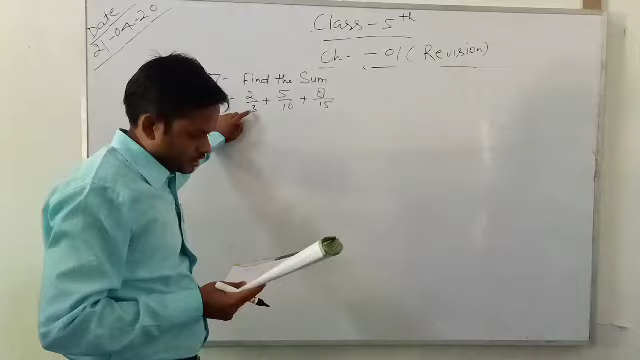 Date
21-04-20
Class-5th
Ch- -01 (Revision)
Find the Sum
2/3 + 5/10 + 8/15